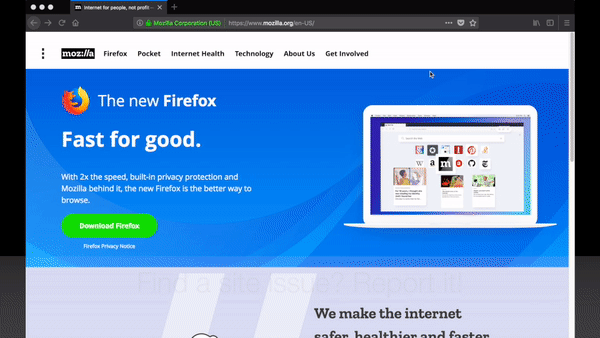 Internet for people, not profit
Mozilla Corporation (US)
https://www.mozilla.org/en-US/
moz://a
Firefox
Pocket
Internet Health
Technology
About Us
Get Involved
The new Firefox
Fast for good.
With 2x the speed, built-in privacy protection and
Mozilla behind it, the new Firefox is the better way to
browse.
Download Firefox
Firefox Privacy Notice
Find a site issue? Report it!
We make the internet
safer, healthier and faster